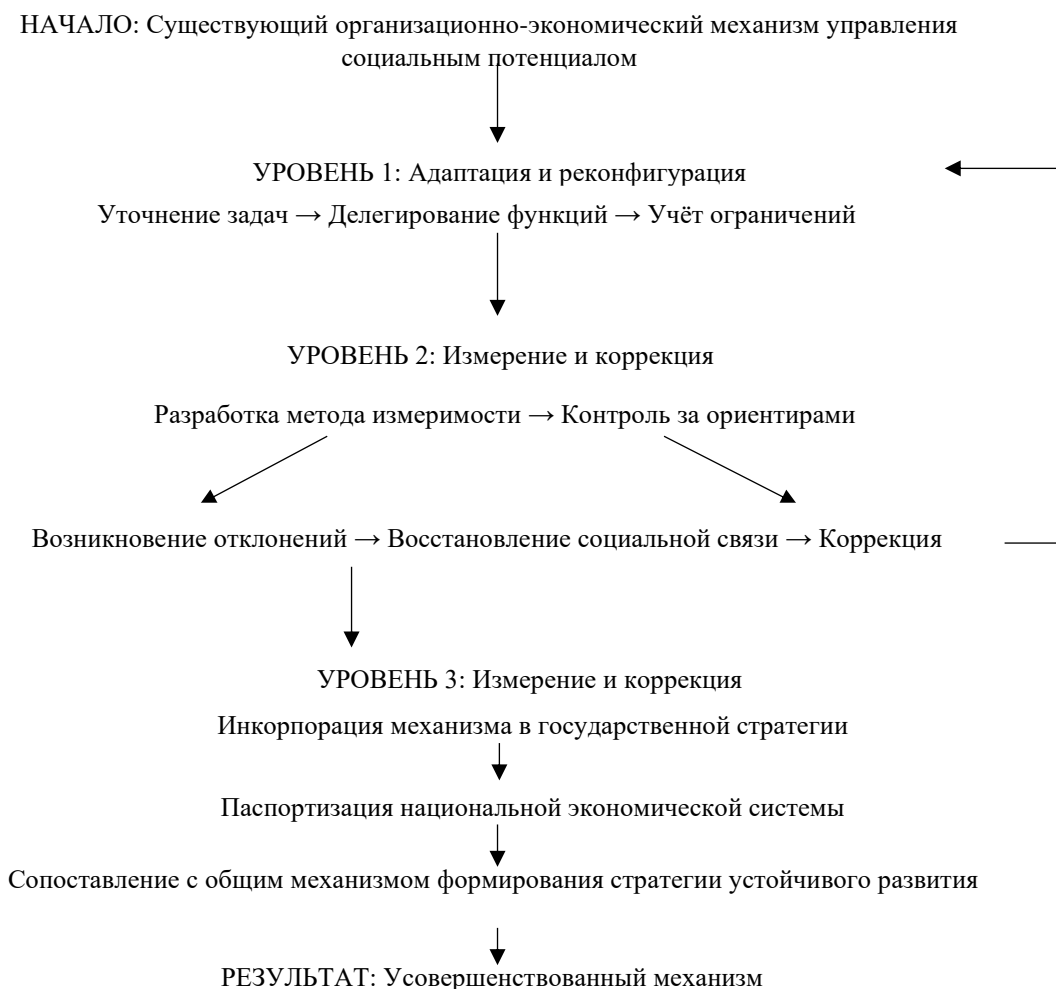 НАЧАЛО: Существующий организационно-экономический механизм управления
социальным потенциалом
УРОВЕНЬ 1: Адаптация и реконфигурация
Уточнение задач → Делегирование функций → Учёт ограничений
УРОВЕНЬ 2: Измерение и коррекция
Разработка метода измеримости → Контроль за ориентирами
Возникновение отклонений → Восстановление социальной связи → Коррекция
УРОВЕНЬ 3: Измерение и коррекция
Инкорпорация механизма в государственной стратегии
Паспортизация национальной экономической системы
Сопоставление с общим механизмом формирования стратегии устойчивого развития
РЕЗУЛЬТАТ: Усовершенствованный механизм